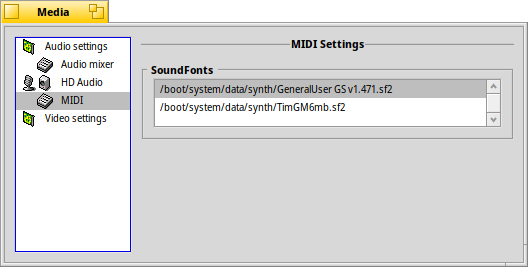 Media
Audio settings
Audio mixer
HD Audio
MIDI
Video settings
MIDI Settings
SoundFonts
/boot/system/data/synth/GeneralUser GS v1.471.sf2
/boot/system/data/synth/TimGM6mb.sf2